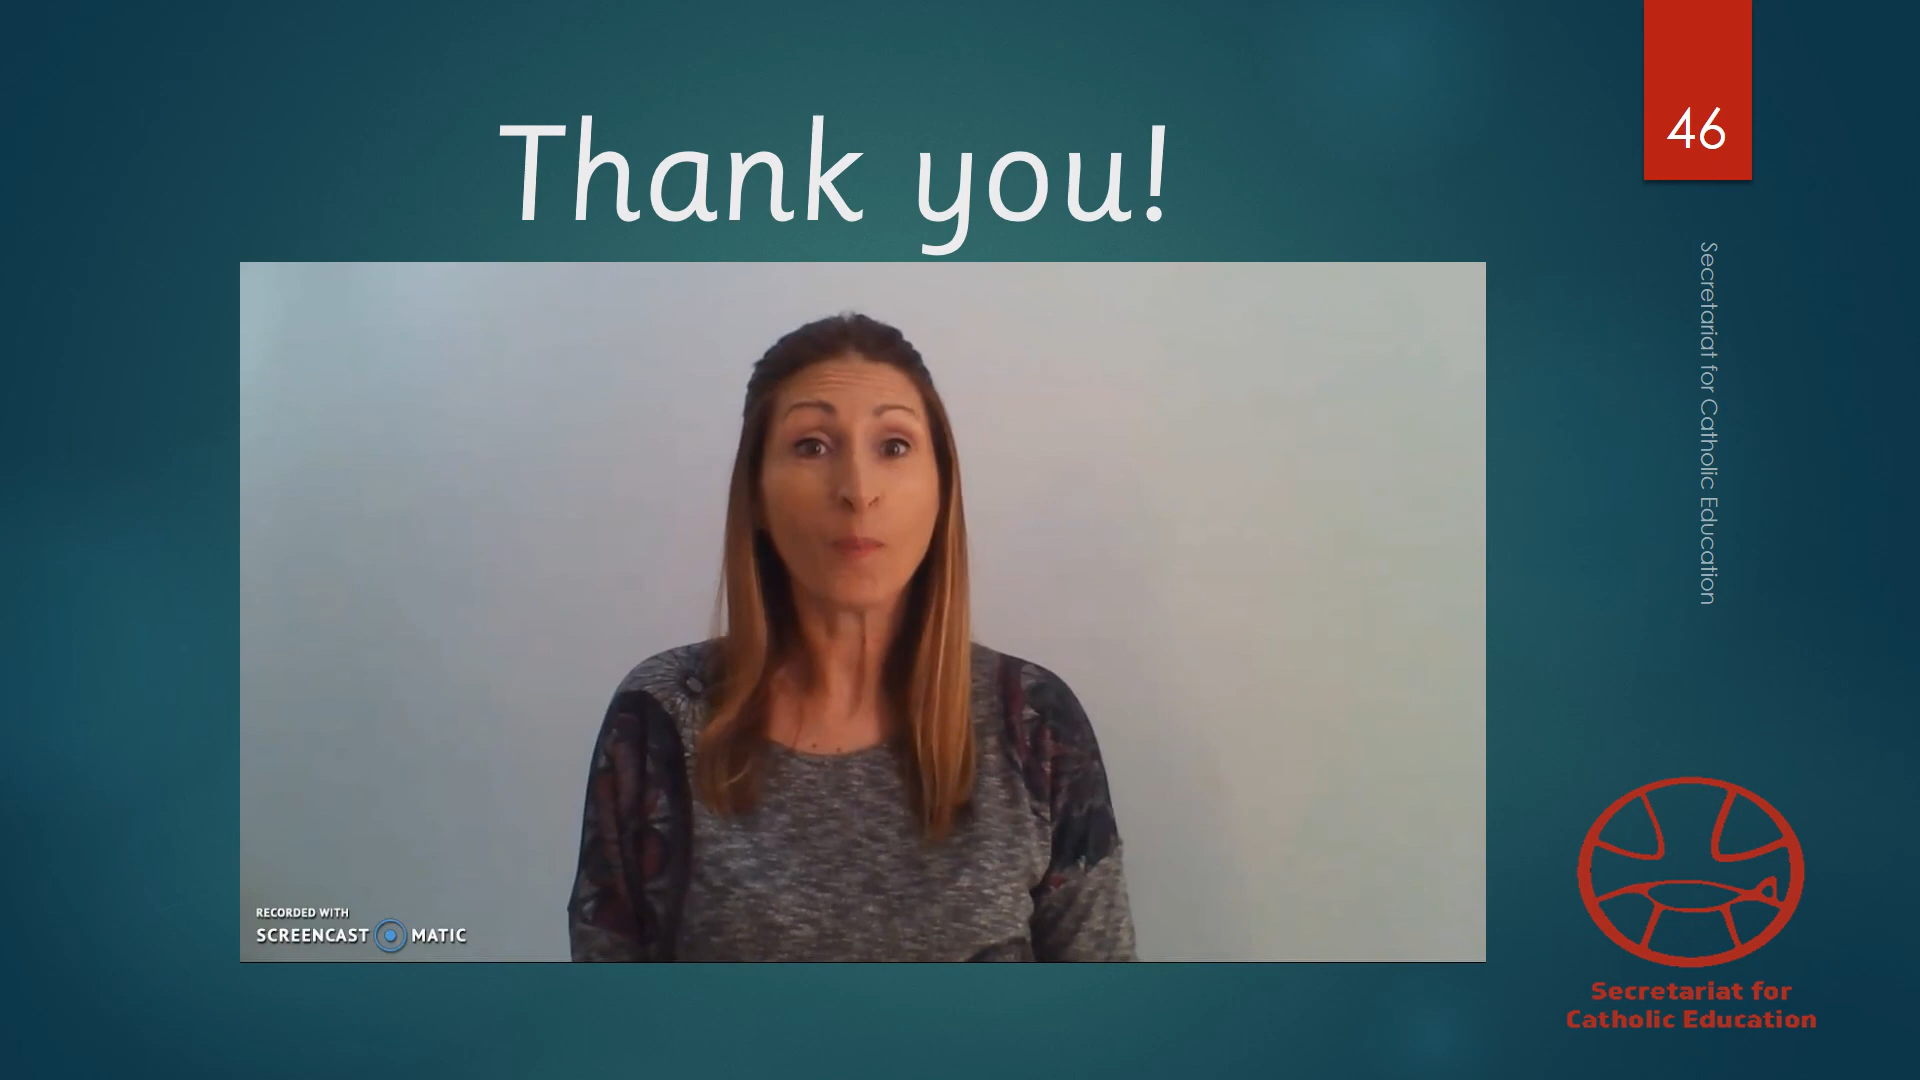 Thank you!
46
Secretariat for Catholic Education
RECORDED WITH
SCREENCAST MATIC
Secretariat for
Catholic Education